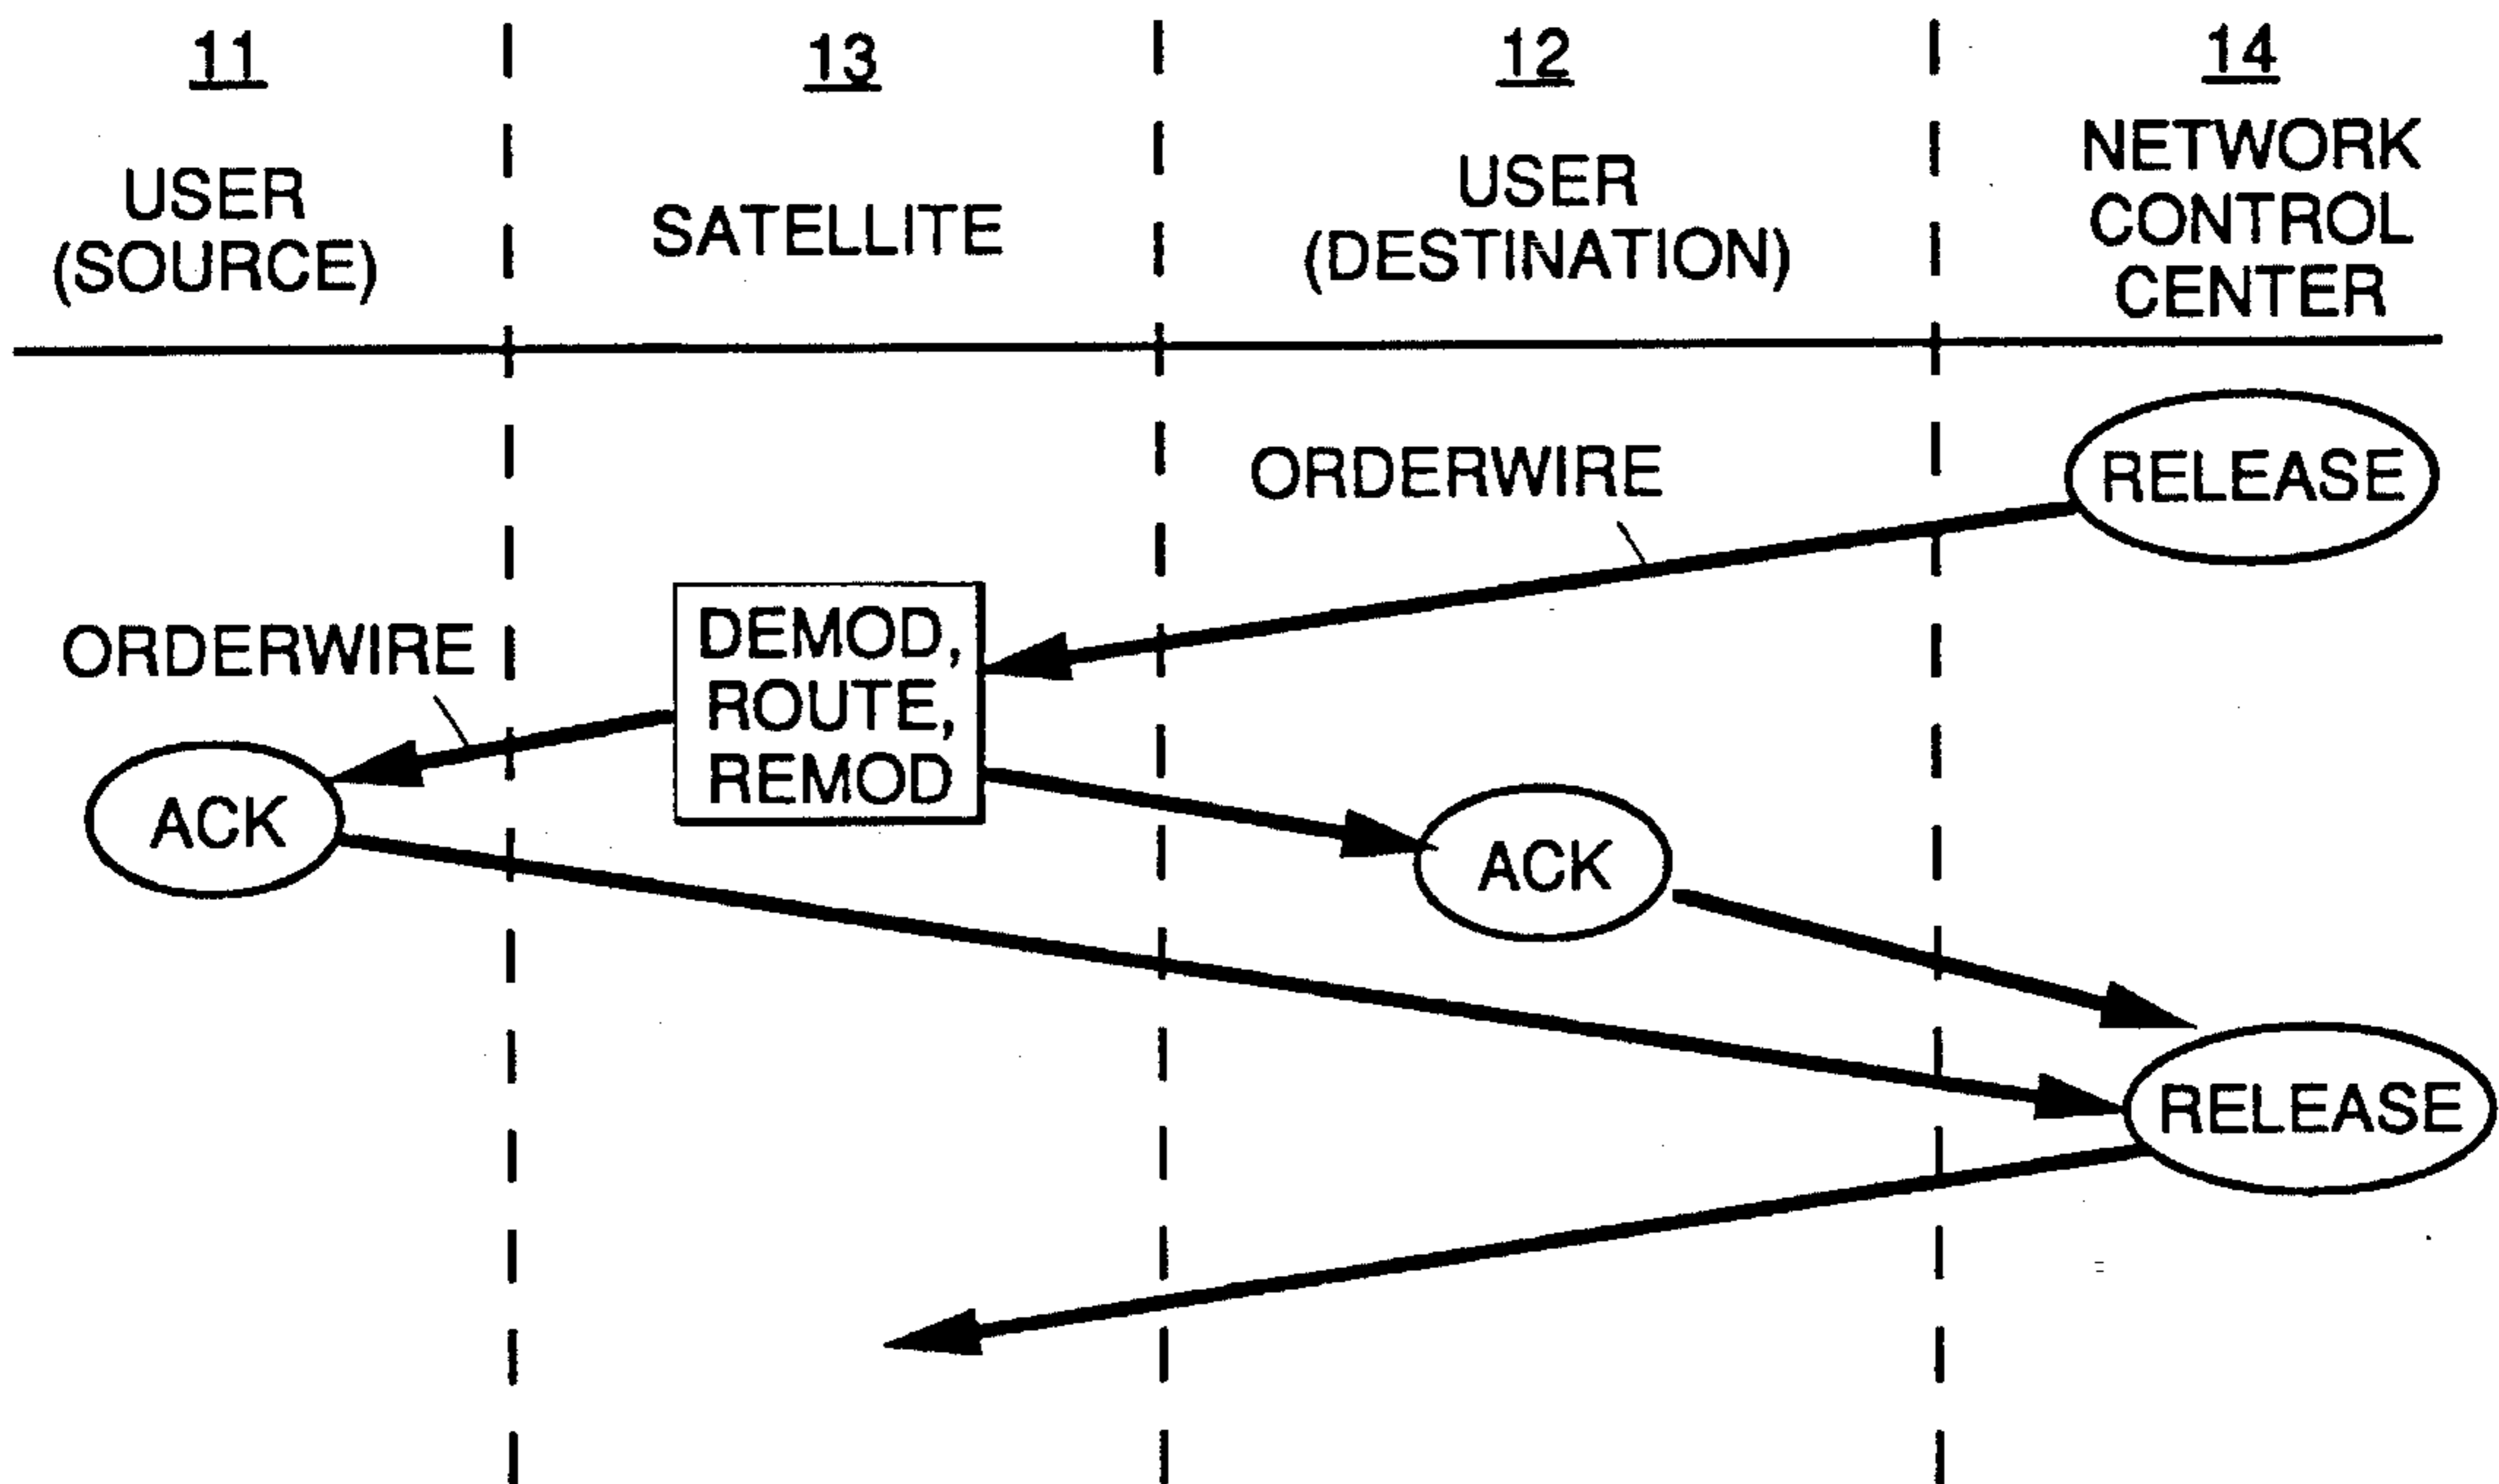 11
13
12
14
USER
(SOURCE)
SATELLITE
USER
(DESTINATION)
NETWORK
CONTROL
CENTER
RELEASE
ORDERWIRE
DEMOD,
ROUTE,
REMOD
ORDERWIRE
ACK
ACK
RELEASE